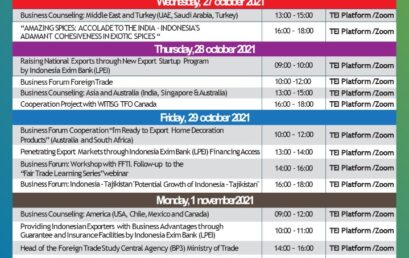 Wednesday, 27 october 2021
Business Counseling: Middle East and Turkey (UAE, Saudi Arabia, Turkey) 13:00 - 15:00 TEI Platform /Zoom
"AMAZING SPICES: ACCOLADE TO THE INDIA - INDONESIA'S
ADAMANT COHESIVENESS IN EXOTIC SPICES " 16:00 - 18:00 TEI Platform /Zoom
Thursday,28 october 2021
Raising National Exports through New Export Startup Program
by Indonesia Exim Bank (LPEI) 09:00 - 10:00 TEI Platform /Zoom
Business Forum 10:00 -12:00 TEI Platform /Zoom
Business Counseling: Asia and Australia (India, Singapore &Australia) 13:00 - 15:00 TEI Platform /Zoom
Cooperation Project with WITISG TFO Canada 16:00 - 18:00 TEI Platform /Zoom
Friday, 29 october 2021
Business Forum Cooperation "I'm Ready to Export Home Decoration
Products" (Australia and South Africa) 10:00 - 12:00 TEI Platform /Zoom
Penetrating Export Markets through Indonesia Exim Bank (LPEI) Financing Access 13:00 - 14:00 TEI Platform /Zoom
Business Forum: Workshop with FFTI. Follow-up to the
"Fair Trade Learning Series" webinar 14:00 - 16:00 TEI Platform /Zoom
Business Forum: Indonesia - Tajikistan "Potential Growth of Indonesia - Tajikistan" 16:00 - 18:00 TEI Platform /Zoom
Monday, 1 november 2021
Business Counseling: America (USA, Chile, Mexico and Canada) 09:00 - 12:00 TEI Platform /Zoom
Providing Indonesian Exporters with Business Advantages through
Guarantee and Insurance Facilities by Indonesia Exim Bank (LPEI) 10:00 - 11:00 TEI Platform /Zoom
Head of the Foreign Trade Study Central Agency (BP3) Ministry of Trade 14:00 - 16:00 TEI Platform /Zoom